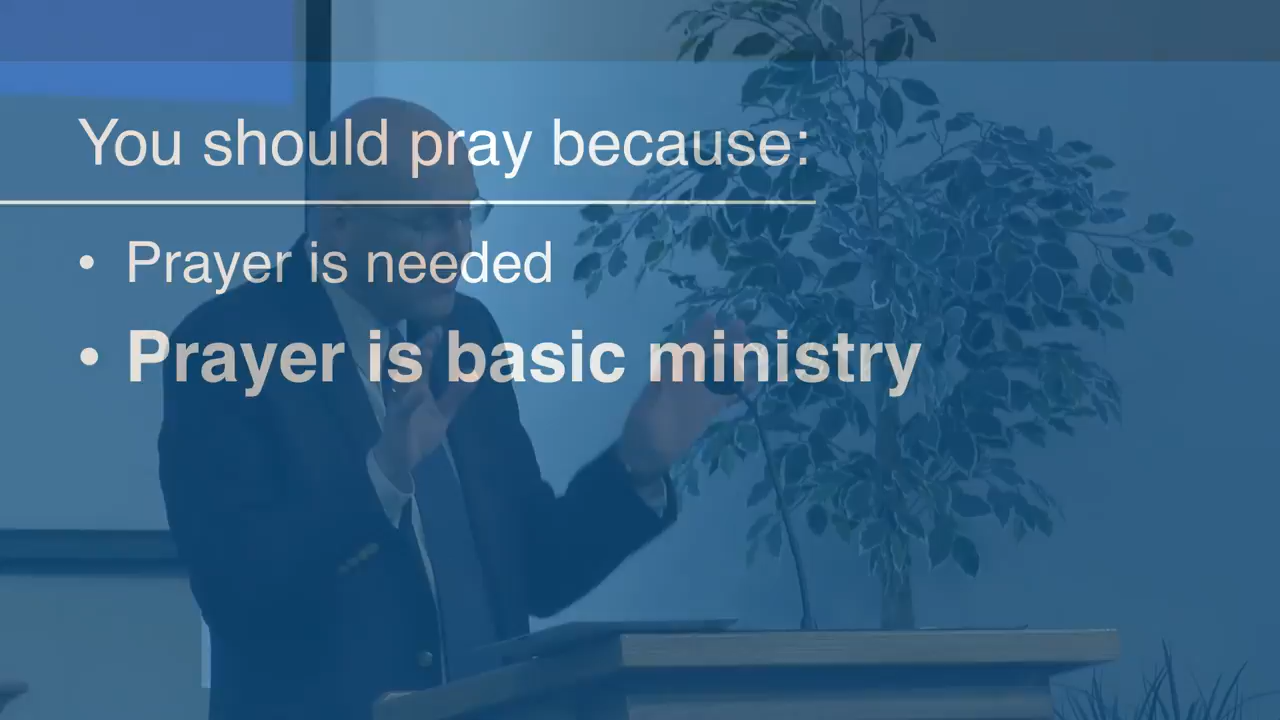 You should pray because:
• Prayer is needed
• Prayer is basic ministry